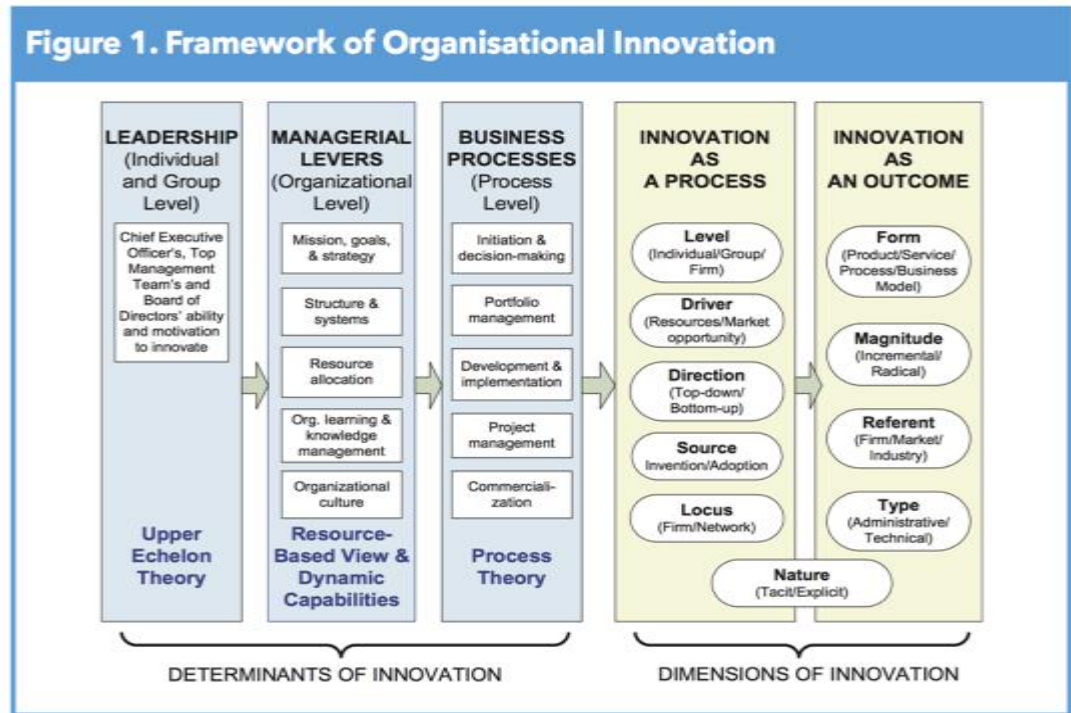 Figure 1. Framework of Organisational Innovation
LEADERSHIP
(Individual
and Group
Level)
Chief Executive
Officer's, Top
Management
Team's and
Board of
Directors' ability
and motivation
to innovate
Upper
Echelon
Theory
MANAGERIAL
LEVERS
(Organizational
Level)
Mission, goals,
& strategy
Structure &
systems
Resource
allocation
Org. learning &
knowledge
management
Organizational
culture
Resource-
Based View &
Dynamic
Capabilities
BUSINESS
PROCESSES
(Process
Level)
Initiation &
decision-making
Portfolio
management
Development &
implementation
Project
management
Commerciali-
zation
Process
Theory
INNOVATION
AS
A PROCESS
Level
(Individual/Group/
Firm)
Driver
(Resources/Market
opportunity)
Direction
(Top-down/
Bottom-up)
Source
Invention/Adoption
Locus
(Firm/Network)
INNOVATION
AS
AN OUTCOME
Form
(Product/Service/
Process/Business
Model)
Magnitude
(Incremental/
Radical)
Referent
(Firm/Market/
Industry)
Type
(Administrative/
Technical)
Nature
(Tacit/Explicit)
DETERMINANTS OF INNOVATION
DIMENSIONS OF INNOVATION